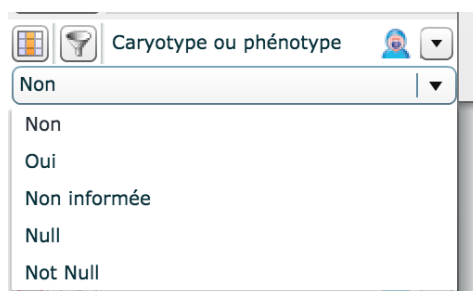 Caryotype ou phénotype
Non
Non
Oui
Non informée
Null
Not Null